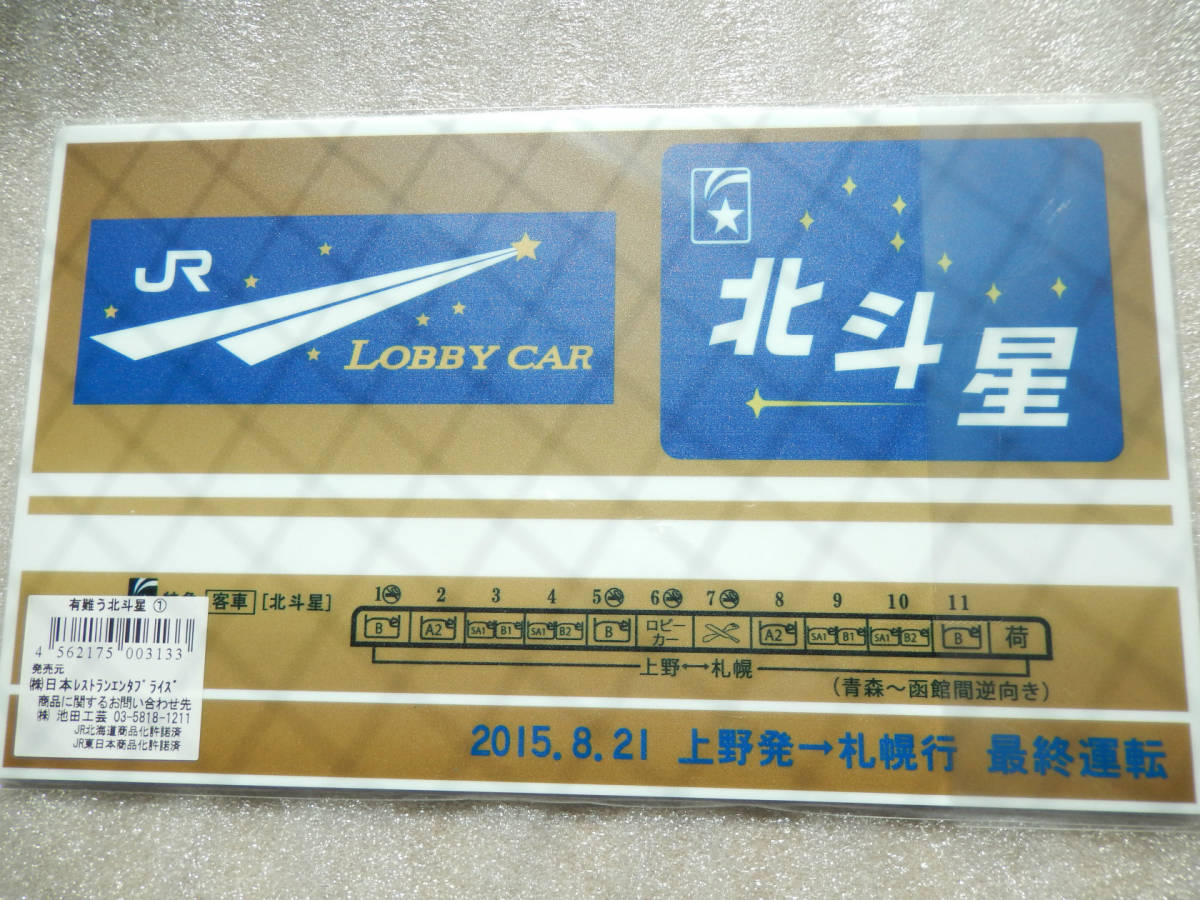 JR
LOBBY CAR
北斗星
客車 [北斗星]
1 2 3 4 5 6 7 8 9 10 11
B A2 SA1 B1 SA1 B2 B ロビーカー A2 SA1 B1 SA1 B2 B 荷
上野↔札幌
(青森〜函館間逆向き)
2015.8.21 上野発→札幌行 最終運転
有難う北斗星 ①
4 562175 003133
発売元
㈱日本レストランエンタプライズ
商品に関するお問い合わせ先
㈱ 池田工芸 03-5818-1211
JR北海道商品化許諾済
JR東日本商品化許諾済